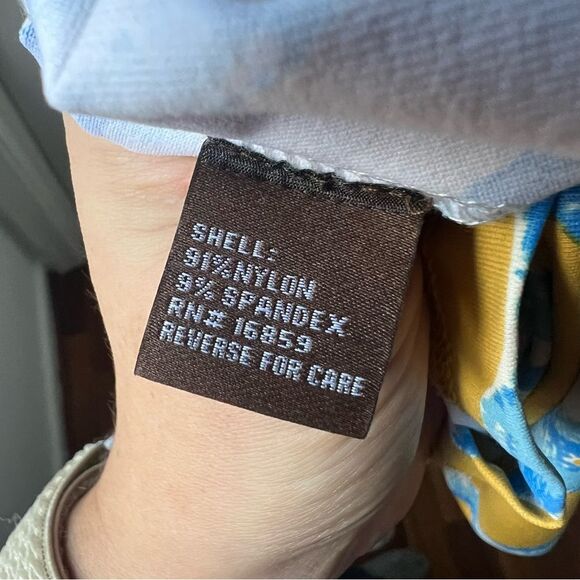 SHELL:
91% NYLON
9% SPANDEX
RN# 16859
REVERSE FOR CARE